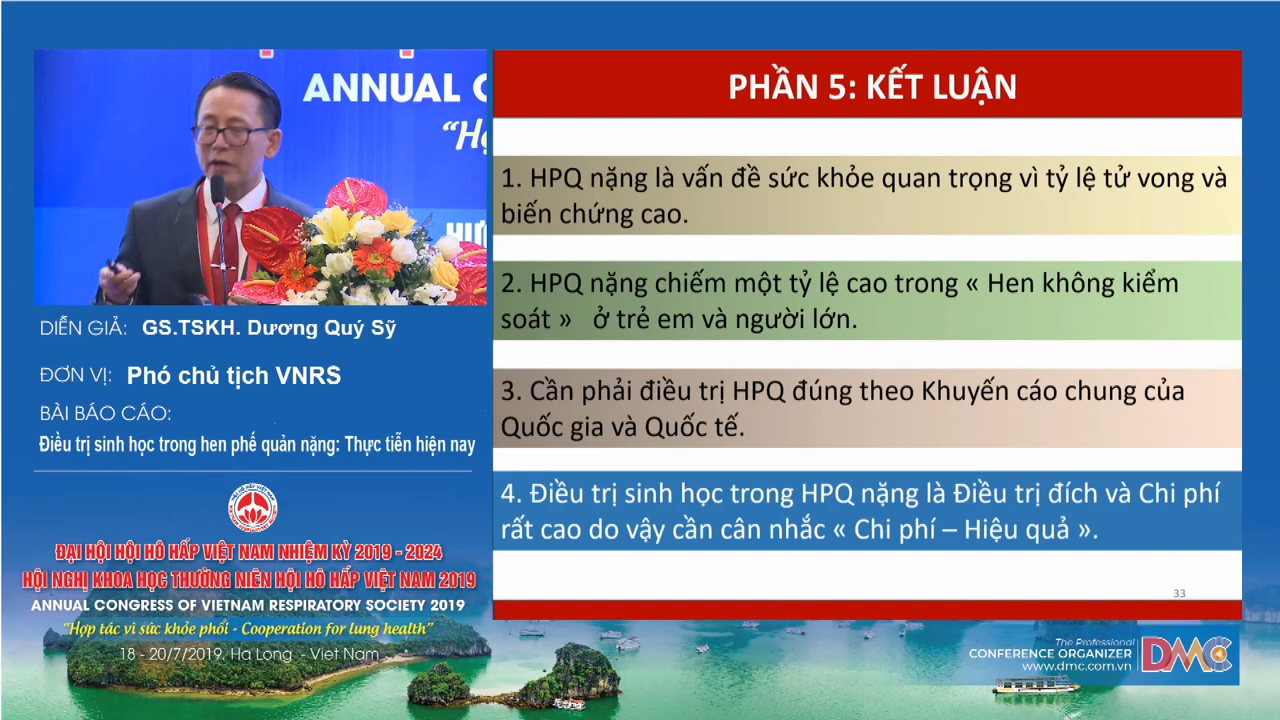 ANNUAL C
“H
DIỄN GIẢ: GS.TSKH. Dương Quý Sỹ
ĐƠN VỊ: Phó chủ tịch VNRS
BÀI BÁO CÁO:
Điều trị sinh học trong hen phế quản nặng: Thực tiễn hiện nay
ĐẠI HỘI HỘI HÔ HẤP VIỆT NAM NHIỆM KỲ 2019 - 2024
HỘI NGHỊ KHOA HỌC THƯỜNG NIÊN HỘI HÔ HẤP VIỆT NAM 2019
ANNUAL CONGRESS OF VIETNAM RESPIRATORY SOCIETY 2019
“Hợp tác vì sức khỏe phổi - Cooperation for lung health”
18 - 20/7/2019. Ha Long - Viet Nam
PHẦN 5: KẾT LUẬN
1. HPQ nặng là vấn đề sức khỏe quan trọng vì tỷ lệ tử vong và
biến chứng cao.
2. HPQ nặng chiếm một tỷ lệ cao trong « Hen không kiểm
soát » ở trẻ em và người lớn.
3. Cần phải điều trị HPQ đúng theo Khuyến cáo chung của
Quốc gia và Quốc tế.
4. Điều trị sinh học trong HPQ nặng là Điều trị đích và Chi phí
rất cao do vậy cần cân nhắc « Chi phí – Hiệu quả ».
33
The Professional
CONFERENCE ORGANIZER
www.dmc.com.vn
DMC